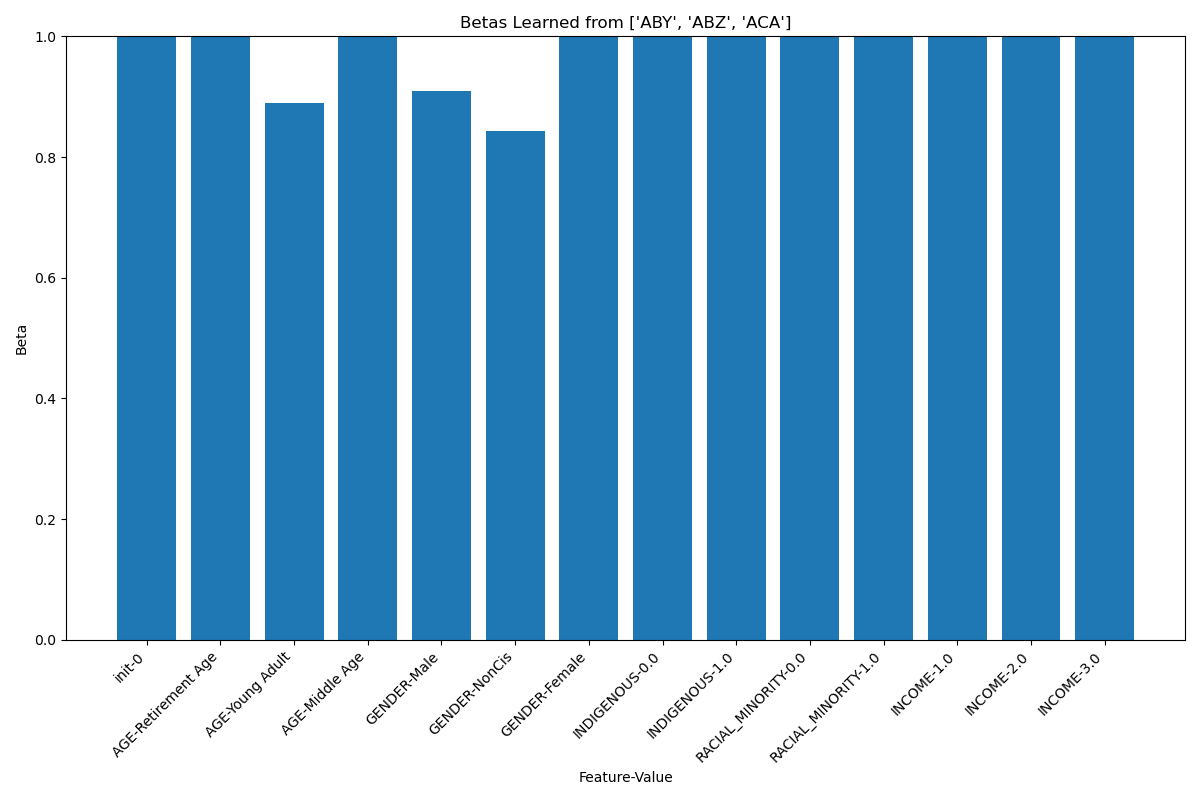 Betas Learned from ['ABY', 'ABZ', 'ACA']
1.0
0.8
0.6
0.4
0.2
0.0
Beta
init-0
AGE-Retirement Age
AGE-Young Adult
AGE-Middle Age
GENDER-Male
GENDER-NonCis
GENDER-Female
INDIGENOUS-0.0
INDIGENOUS-1.0
RACIAL_MINORITY-0.0
RACIAL_MINORITY-1.0
INCOME-1.0
INCOME-2.0
INCOME-3.0
Feature-Value